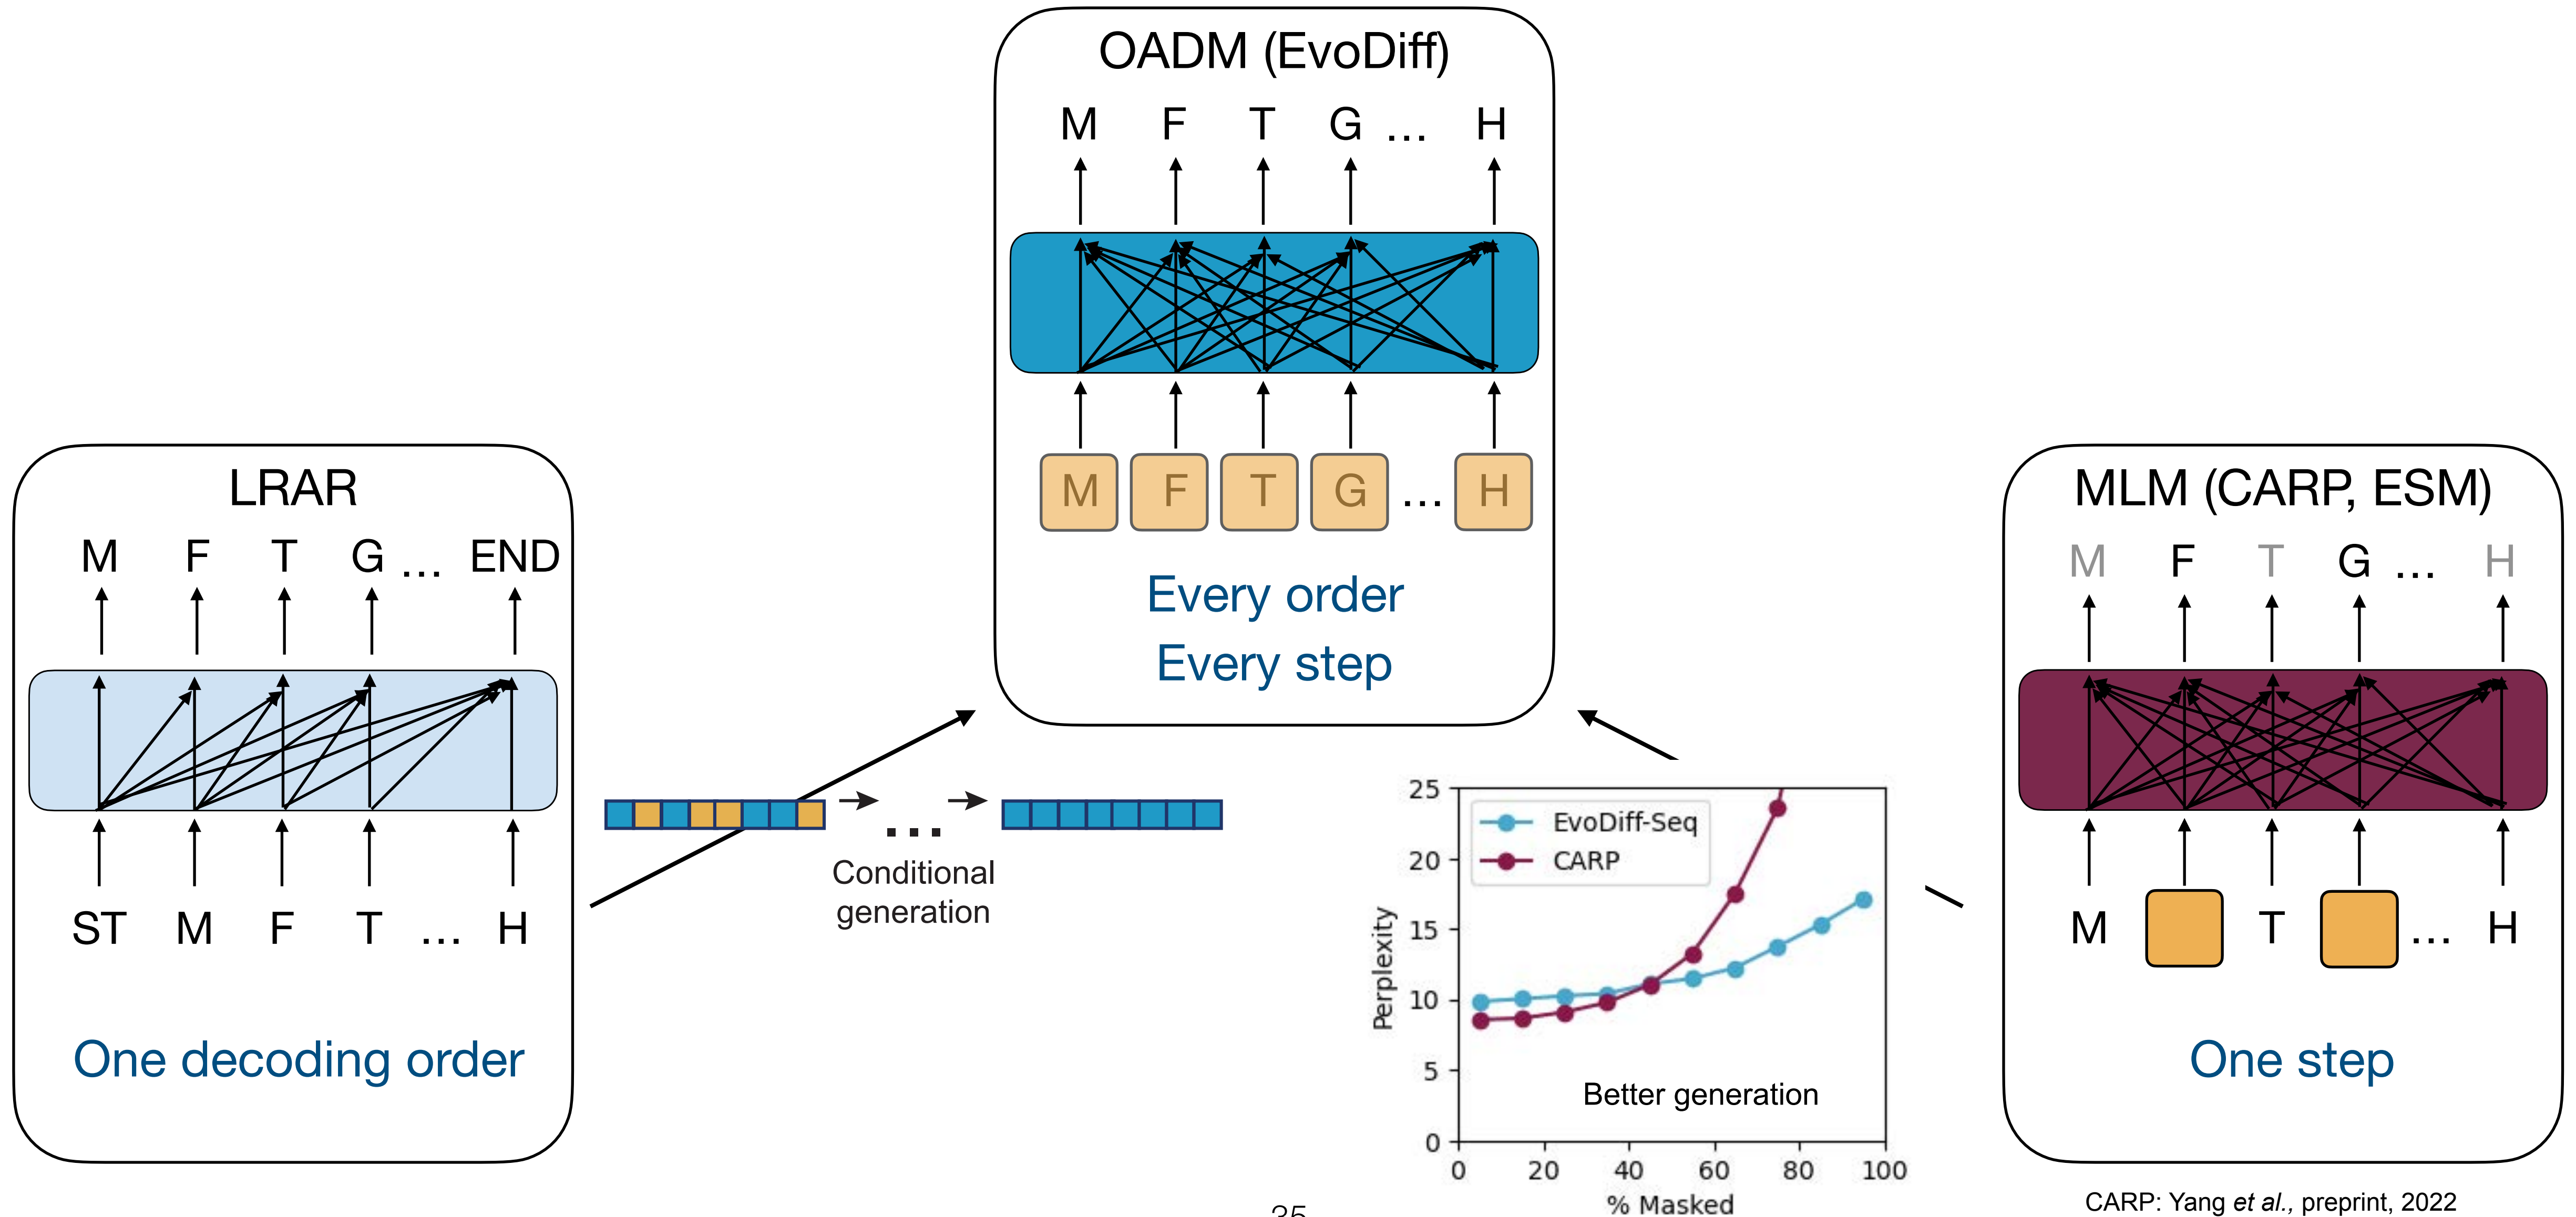 OADM (EvoDiff)
M F T G ... H
M F T G ... H
Every order
Every step
LRAR
M F T G ... END
ST M F T ... H
One decoding order
...
Conditional
generation
25
20
15
10
5
0
Perplexity
EvoDiff-Seq
CARP
Better generation
0 20 40 60 80 100
% Masked
MLM (CARP, ESM)
M F T G ... H
M T ... H
One step
CARP: Yang et al., preprint, 2022
35